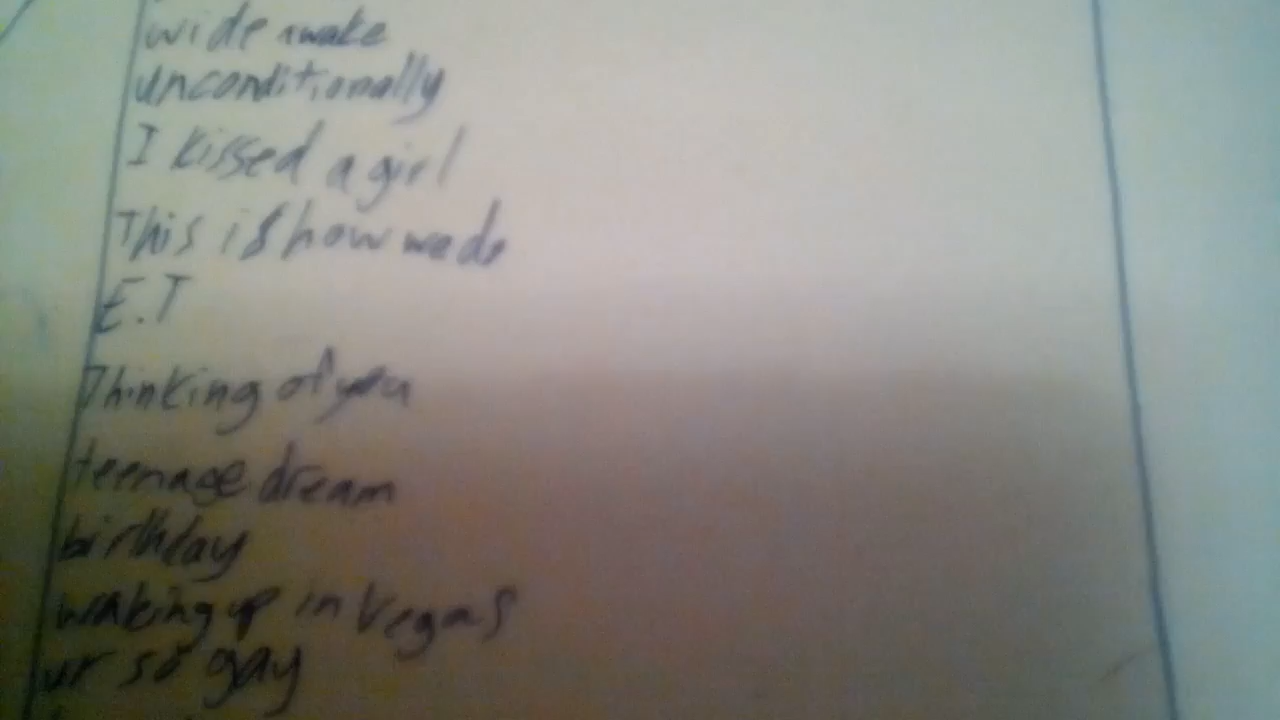 wide awake
unconditionally
I kissed a girl
This is how we do
E.T
Thinking of you
teenage dream
birthday
waking up in Vegas
ur so gay